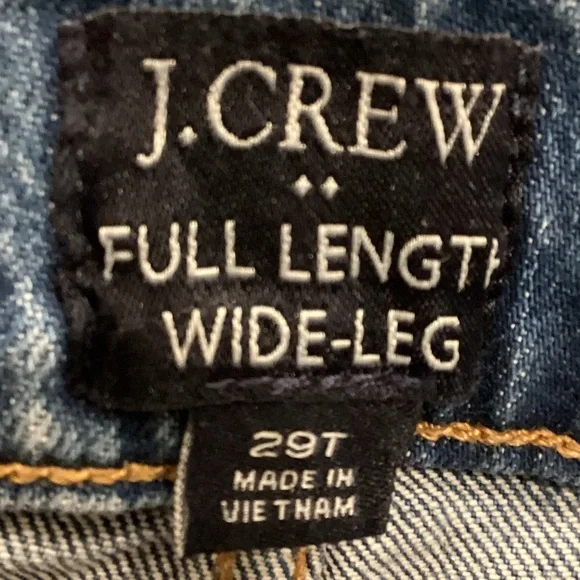 J.CREW
FULL LENGTH
WIDE-LEG
29T
MADE IN
VIETNAM